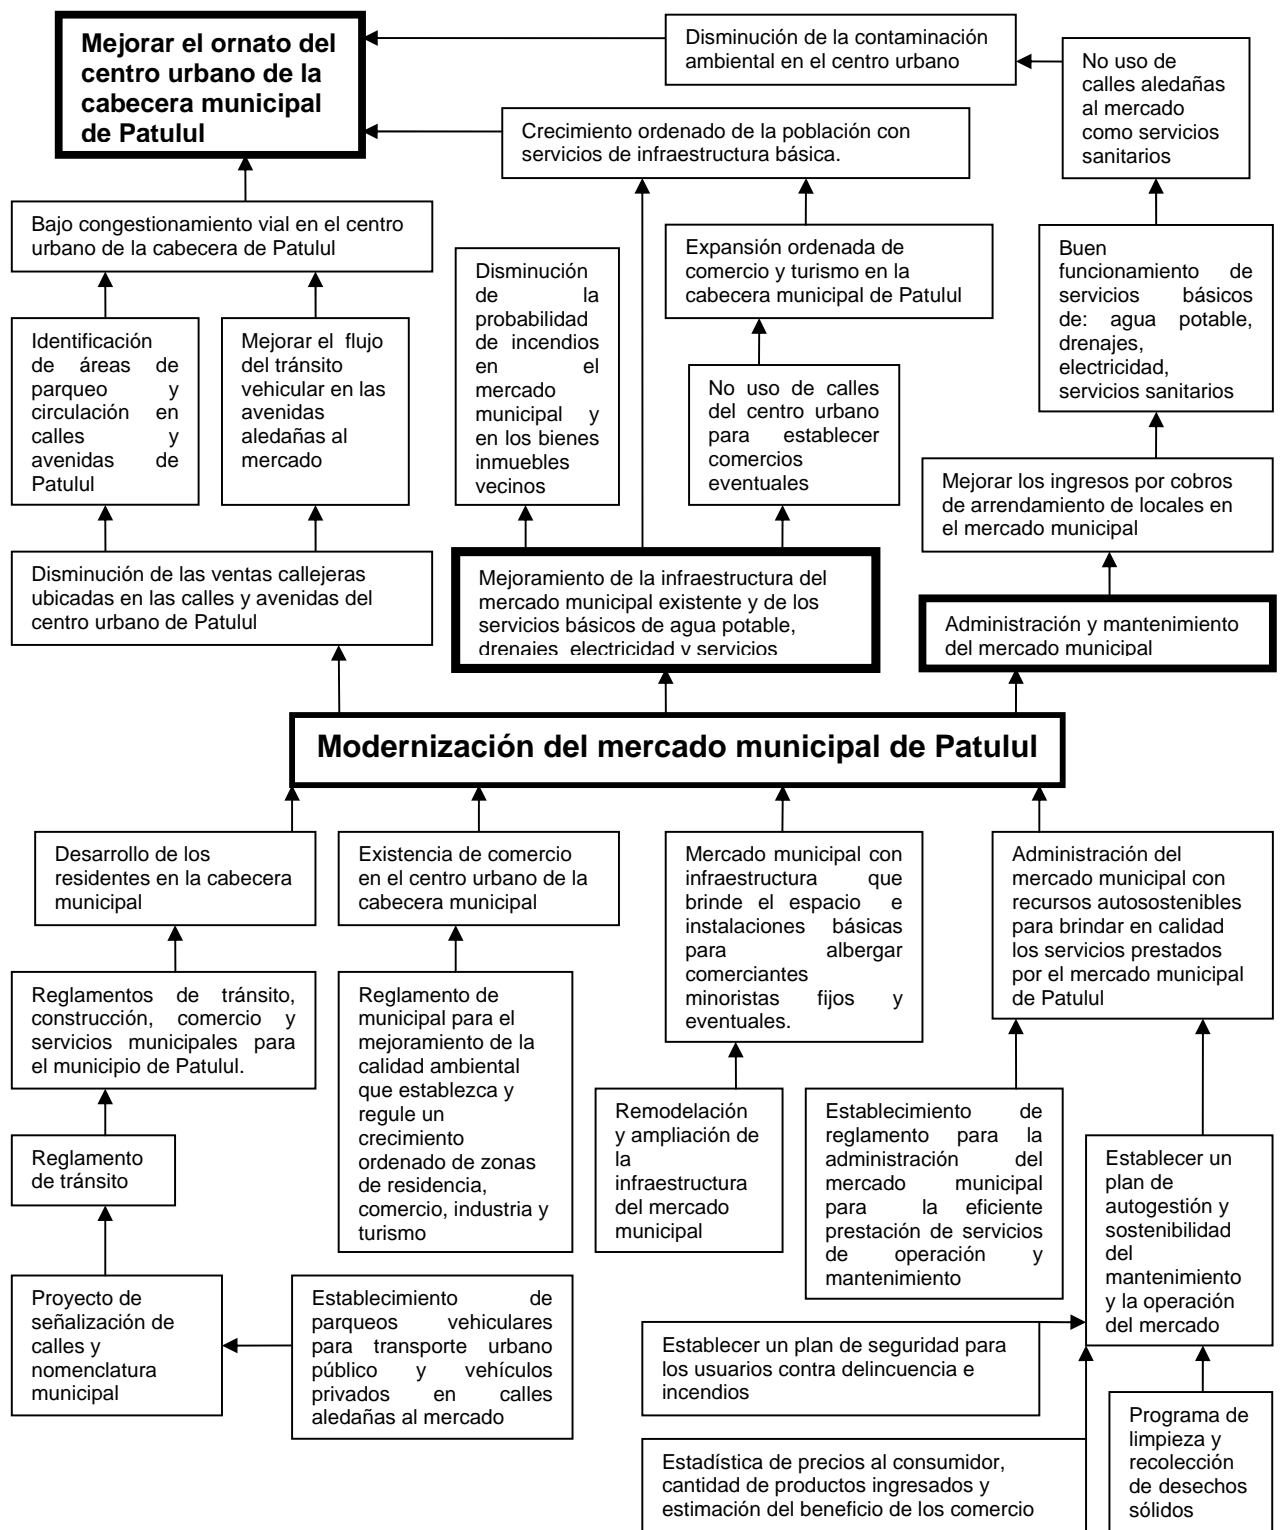 Mejorar el ornato del
centro urbano de la
cabecera municipal
de Patulul
Disminución de la contaminación
ambiental en el centro urbano
No uso de
calles aledañas
al mercado
como servicios
sanitarios
Crecimiento ordenado de la población con
servicios de infraestructura básica.
Bajo congestionamiento vial en el centro
urbano de la cabecera de Patulul
Disminución
de la
probabilidad
de incendios
en el
mercado
municipal y
en los bienes
inmuebles
vecinos
Expansión ordenada de
comercio y turismo en la
cabecera municipal de Patulul
Buen
funcionamiento de
servicios básicos
de: agua potable,
drenajes,
electricidad,
servicios sanitarios
Identificación
de áreas de
parqueo y
circulación en
calles y
avenidas de
Patulul
Mejorar el flujo
del tránsito
vehicular en las
avenidas
aledañas al
mercado
No uso de calles
del centro urbano
para establecer
comercios
eventuales
Mejorar los ingresos por cobros
de arrendamiento de locales en
el mercado municipal
Disminución de las ventas callejeras
ubicadas en las calles y avenidas del
centro urbano de Patulul
Mejoramiento de la infraestructura del
mercado municipal existente y de los
servicios básicos de agua potable,
drenajes electricidad y servicios
Administración y mantenimiento
del mercado municipal
Modernización del mercado municipal de Patulul
Desarrollo de los
residentes en la cabecera
municipal
Existencia de comercio
en el centro urbano de la
cabecera municipal
Mercado municipal con
infraestructura que
brinde el espacio e
instalaciones básicas
para albergar
comerciantes
minoristas fijos y
eventuales.
Administración del
mercado municipal con
recursos autosostenibles
para brindar en calidad
los servicios prestados
por el mercado municipal
de Patulul
Reglamentos de tránsito,
construcción, comercio y
servicios municipales para
el municipio de Patulul.
Reglamento de
municipal para el
mejoramiento de la
calidad ambiental
que establezca y
regule un
crecimiento
ordenado de zonas
de residencia,
comercio, industria y
turismo
Remodelación
y ampliación de
la
infraestructura
del mercado
municipal
Establecimiento de
reglamento para la
administración del
mercado municipal
para la eficiente
prestación de servicios
de operación y
mantenimiento
Reglamento
de tránsito
Establecer un
plan de
autogestión y
sostenibilidad
del
mantenimiento
y la operación
del mercado
Proyecto de
señalización de
calles y
nomenclatura
municipal
Establecimiento de
parqueos vehiculares
para transporte urbano
público y vehículos
privados en calles
aledañas al mercado
Establecer un plan de seguridad para
los usuarios contra delincuencia e
incendios
Programa de
limpieza y
recolección
de desechos
sólidos
Estadística de precios al consumidor,
cantidad de productos ingresados y
estimación del beneficio de los comercio